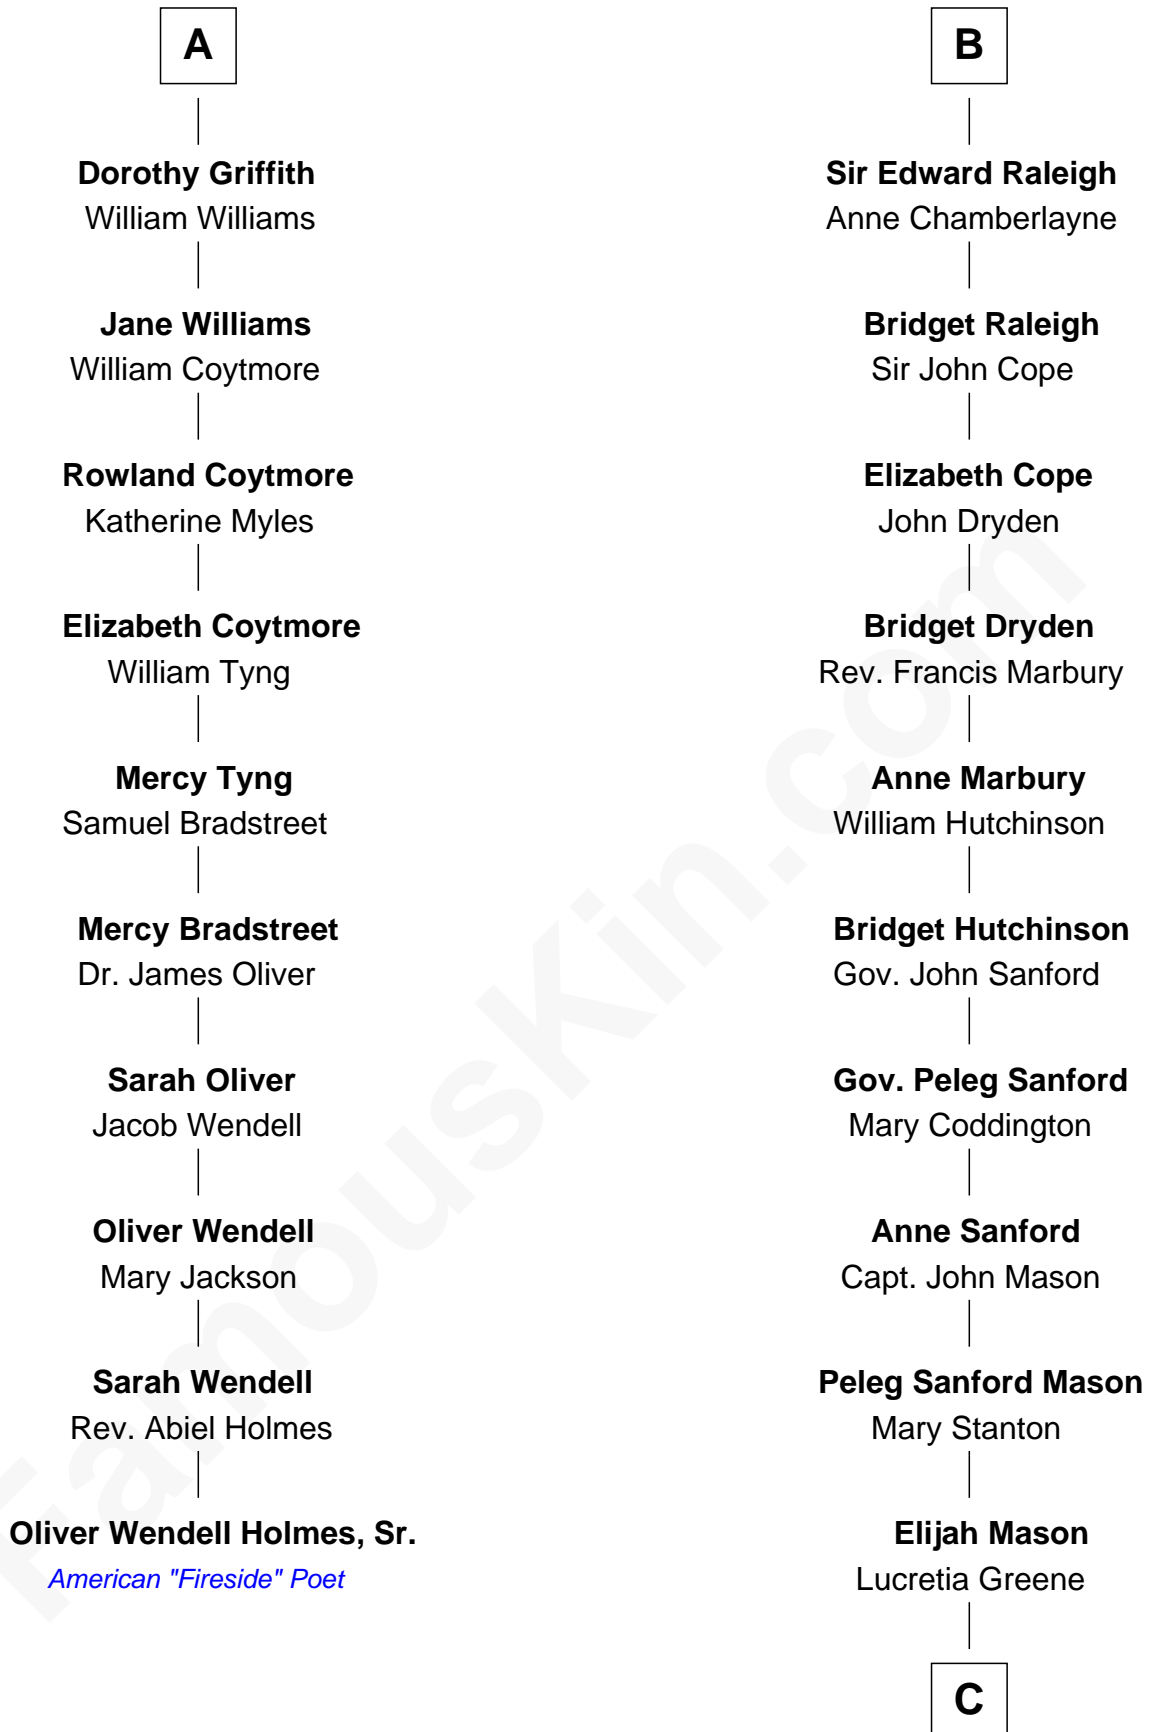 A
Dorothy Griffith
William Williams
Jane Williams
William Coytmore
Rowland Coytmore
Katherine Myles
Elizabeth Coytmore
William Tyng
Mercy Tyng
Samuel Bradstreet
Mercy Bradstreet
Dr. James Oliver
Sarah Oliver
Jacob Wendell
Oliver Wendell
Mary Jackson
Sarah Wendell
Rev. Abiel Holmes
Oliver Wendell Holmes, Sr.
American "Fireside" Poet
B
Sir Edward Raleigh
Anne Chamberlayne
Bridget Raleigh
Sir John Cope
Elizabeth Cope
John Dryden
Bridget Dryden
Rev. Francis Marbury
Anne Marbury
William Hutchinson
Bridget Hutchinson
Gov. John Sanford
Gov. Peleg Sanford
Mary Coddington
Anne Sanford
Capt. John Mason
Peleg Sanford Mason
Mary Stanton
Elijah Mason
Lucretia Greene
C
FamousKin.com